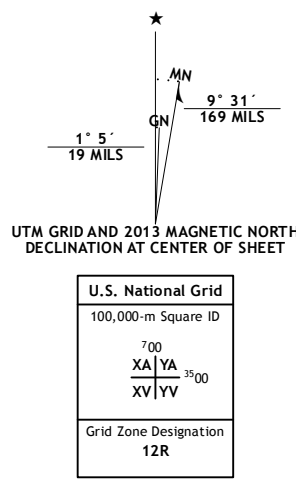 ★
MN
GN
9° 31´
169 MILS
1° 5´
19 MILS
UTM GRID AND 2013 MAGNETIC NORTH
DECLINATION AT CENTER OF SHEET
U.S. National Grid
100,000-m Square ID
700
XA YA
3500
XV YV
Grid Zone Designation
12R